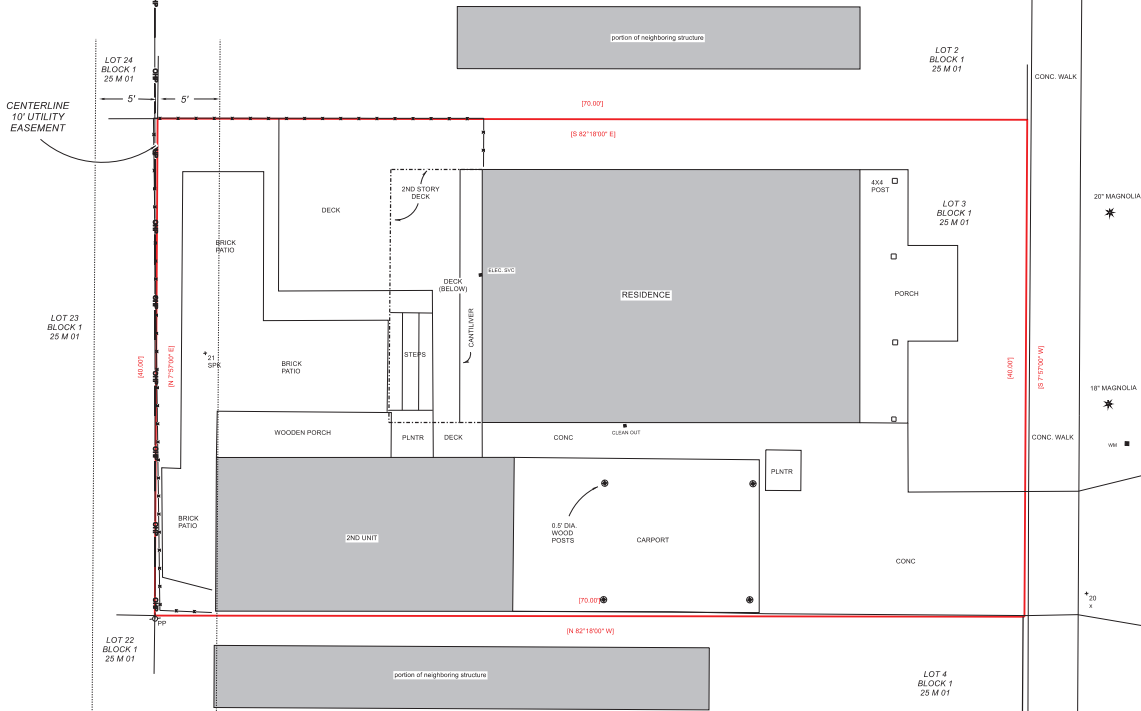 portion of neighboring structure
LOT 24
BLOCK 1
25 M 01
LOT 2
BLOCK 1
25 M 01
CONC. WALK
OHP
5'
5'
CENTERLINE
10' UTILITY
EASEMENT
[70.00']
[S 82°18'00" E]
2ND STORY
DECK
4X4
POST
20" MAGNOLIA
DECK
LOT 3
BLOCK 1
25 M 01
OHP
BRICK
PATIO
ELEC. SVC
DECK
(BELOW)
RESIDENCE
PORCH
OHP
LOT 23
BLOCK 1
25 M 01
CANTILIVER
21
SPK
STEPS
BRICK
PATIO
[40.00']
[N 7°57'00" E]
[40.00']
[S 7°57'00" W]
18" MAGNOLIA
WOODEN PORCH
PLNTR
DECK
CONC
CLEAN OUT
CONC. WALK
WM
OHP
PLNTR
BRICK
PATIO
OHP
2ND UNIT
0.5' DIA.
WOOD
POSTS
CARPORT
CONC
[70.00']
20
x
OHP
PP
[N 82°18'00" W]
LOT 22
BLOCK 1
25 M 01
portion of neighboring structure
LOT 4
BLOCK 1
25 M 01